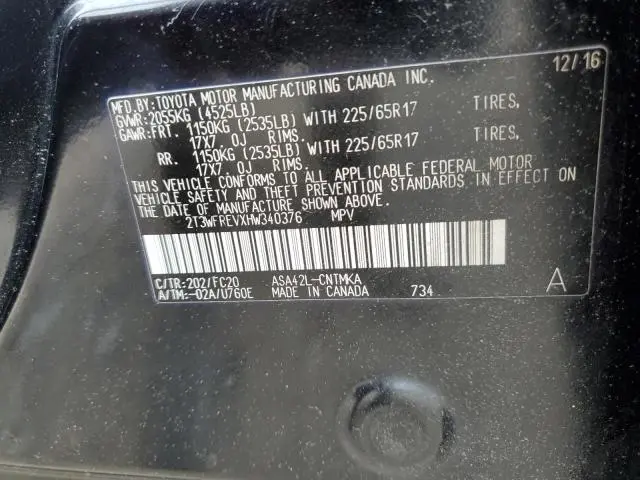 MFD.BY:TOYOTA MOTOR MANUFACTURING CANADA INC. 12/16
GVWR:2055KG (4525LB)
GAWR:FRT. 1150KG (2535LB) WITH 225/65R17 TIRES,
17X7.0J RIMS.
RR. 1150KG (2535LB) WITH 225/65R17 TIRES,
17X7.0J RIMS.
THIS VEHICLE CONFORMS TO ALL APPLICABLE FEDERAL MOTOR
VEHICLE SAFETY AND THEFT PREVENTION STANDARDS IN EFFECT ON
THE DATE OF MANUFACTURE SHOWN ABOVE.
2T3WFREVXHW340376 MPV
C/TR:202/FC20 ASA42L-CNTMKA
A/TM:-02A/U760E MADE IN CANADA 734 A